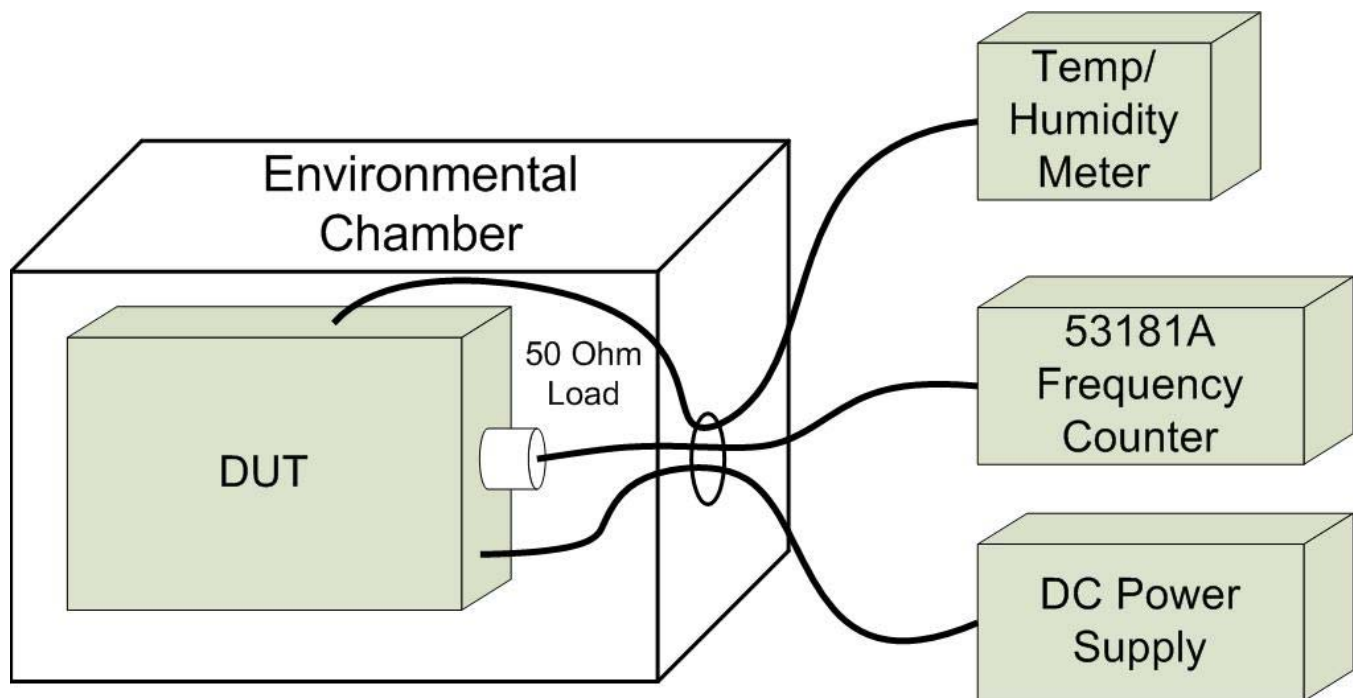 Environmental
Chamber
DUT
50 Ohm
Load
Temp/
Humidity
Meter
53181A
Frequency
Counter
DC Power
Supply